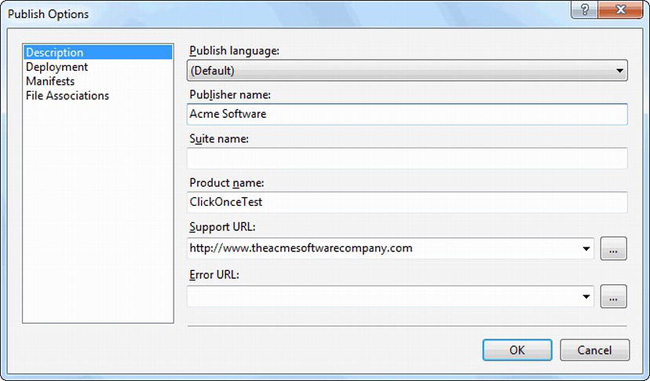 Publish Options
Description
Deployment
Manifests
File Associations
Publish language:
(Default)
Publisher name:
Acme Software
Suite name:
Product name:
ClickOnceTest
Support URL:
http://www.theacmesoftwarecompany.com
...
Error URL:
...
OK
Cancel